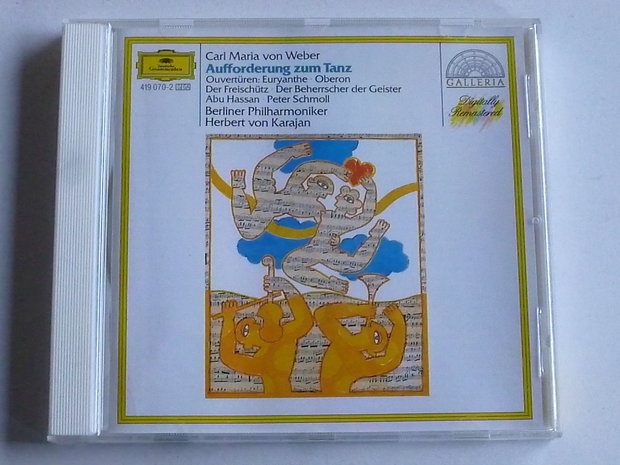 Deutsche
Grammophon
419 070-2 GH
Carl Maria von Weber
Aufforderung zum Tanz
Ouvertüren: Euryanthe · Oberon
Der Freischütz · Der Beherrscher der Geister
Abu Hassan · Peter Schmoll
Berliner Philharmoniker
Herbert von Karajan
GALLERIA
Digitally
Remastered